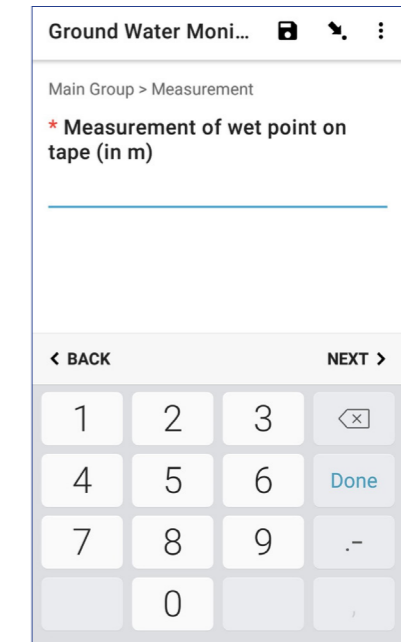 Ground Water Moni...
Main Group > Measurement
* Measurement of wet point on
tape (in m)
< BACK NEXT >
1 2 3
4 5 6 Done
7 8 9 .-
0 ,